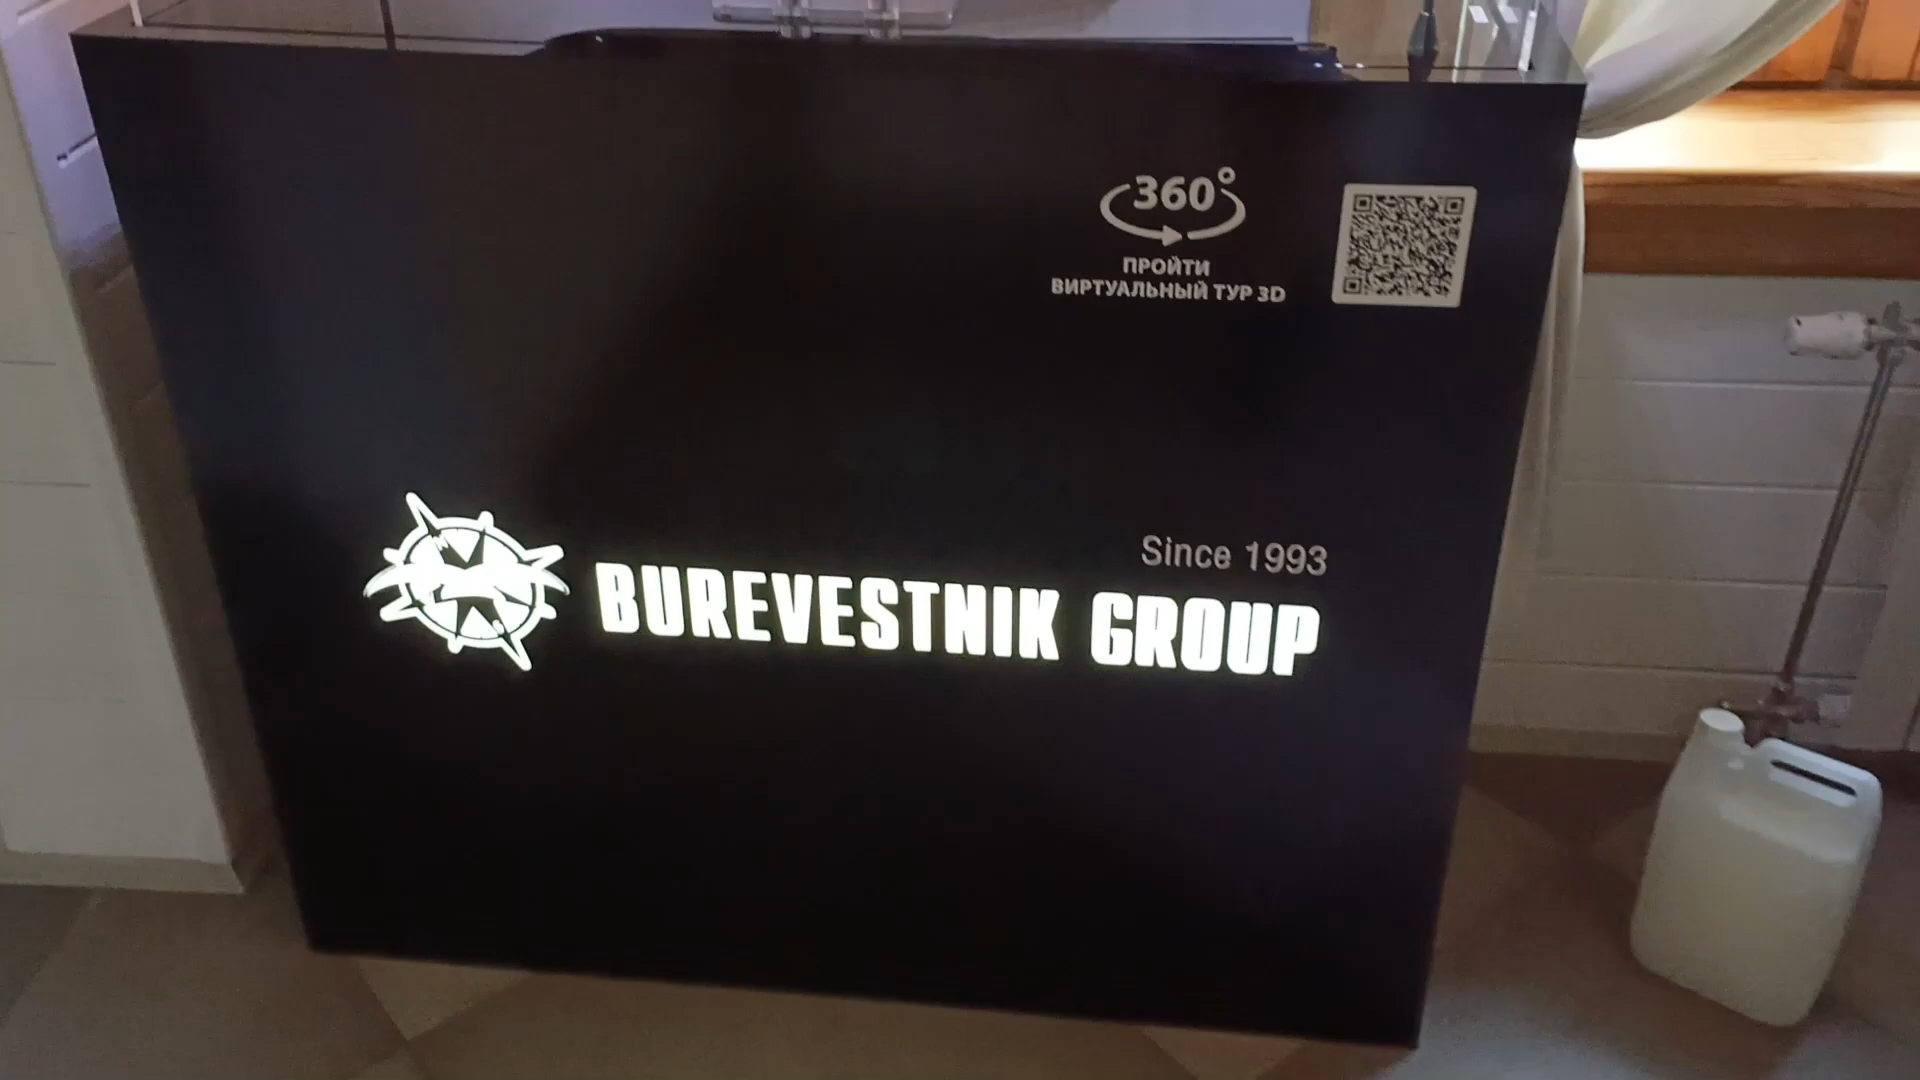 360°
ПРОЙТИ
ВИРТУАЛЬНЫЙ ТУР 3D
Since 1993
BUREVESTNIK GROUP